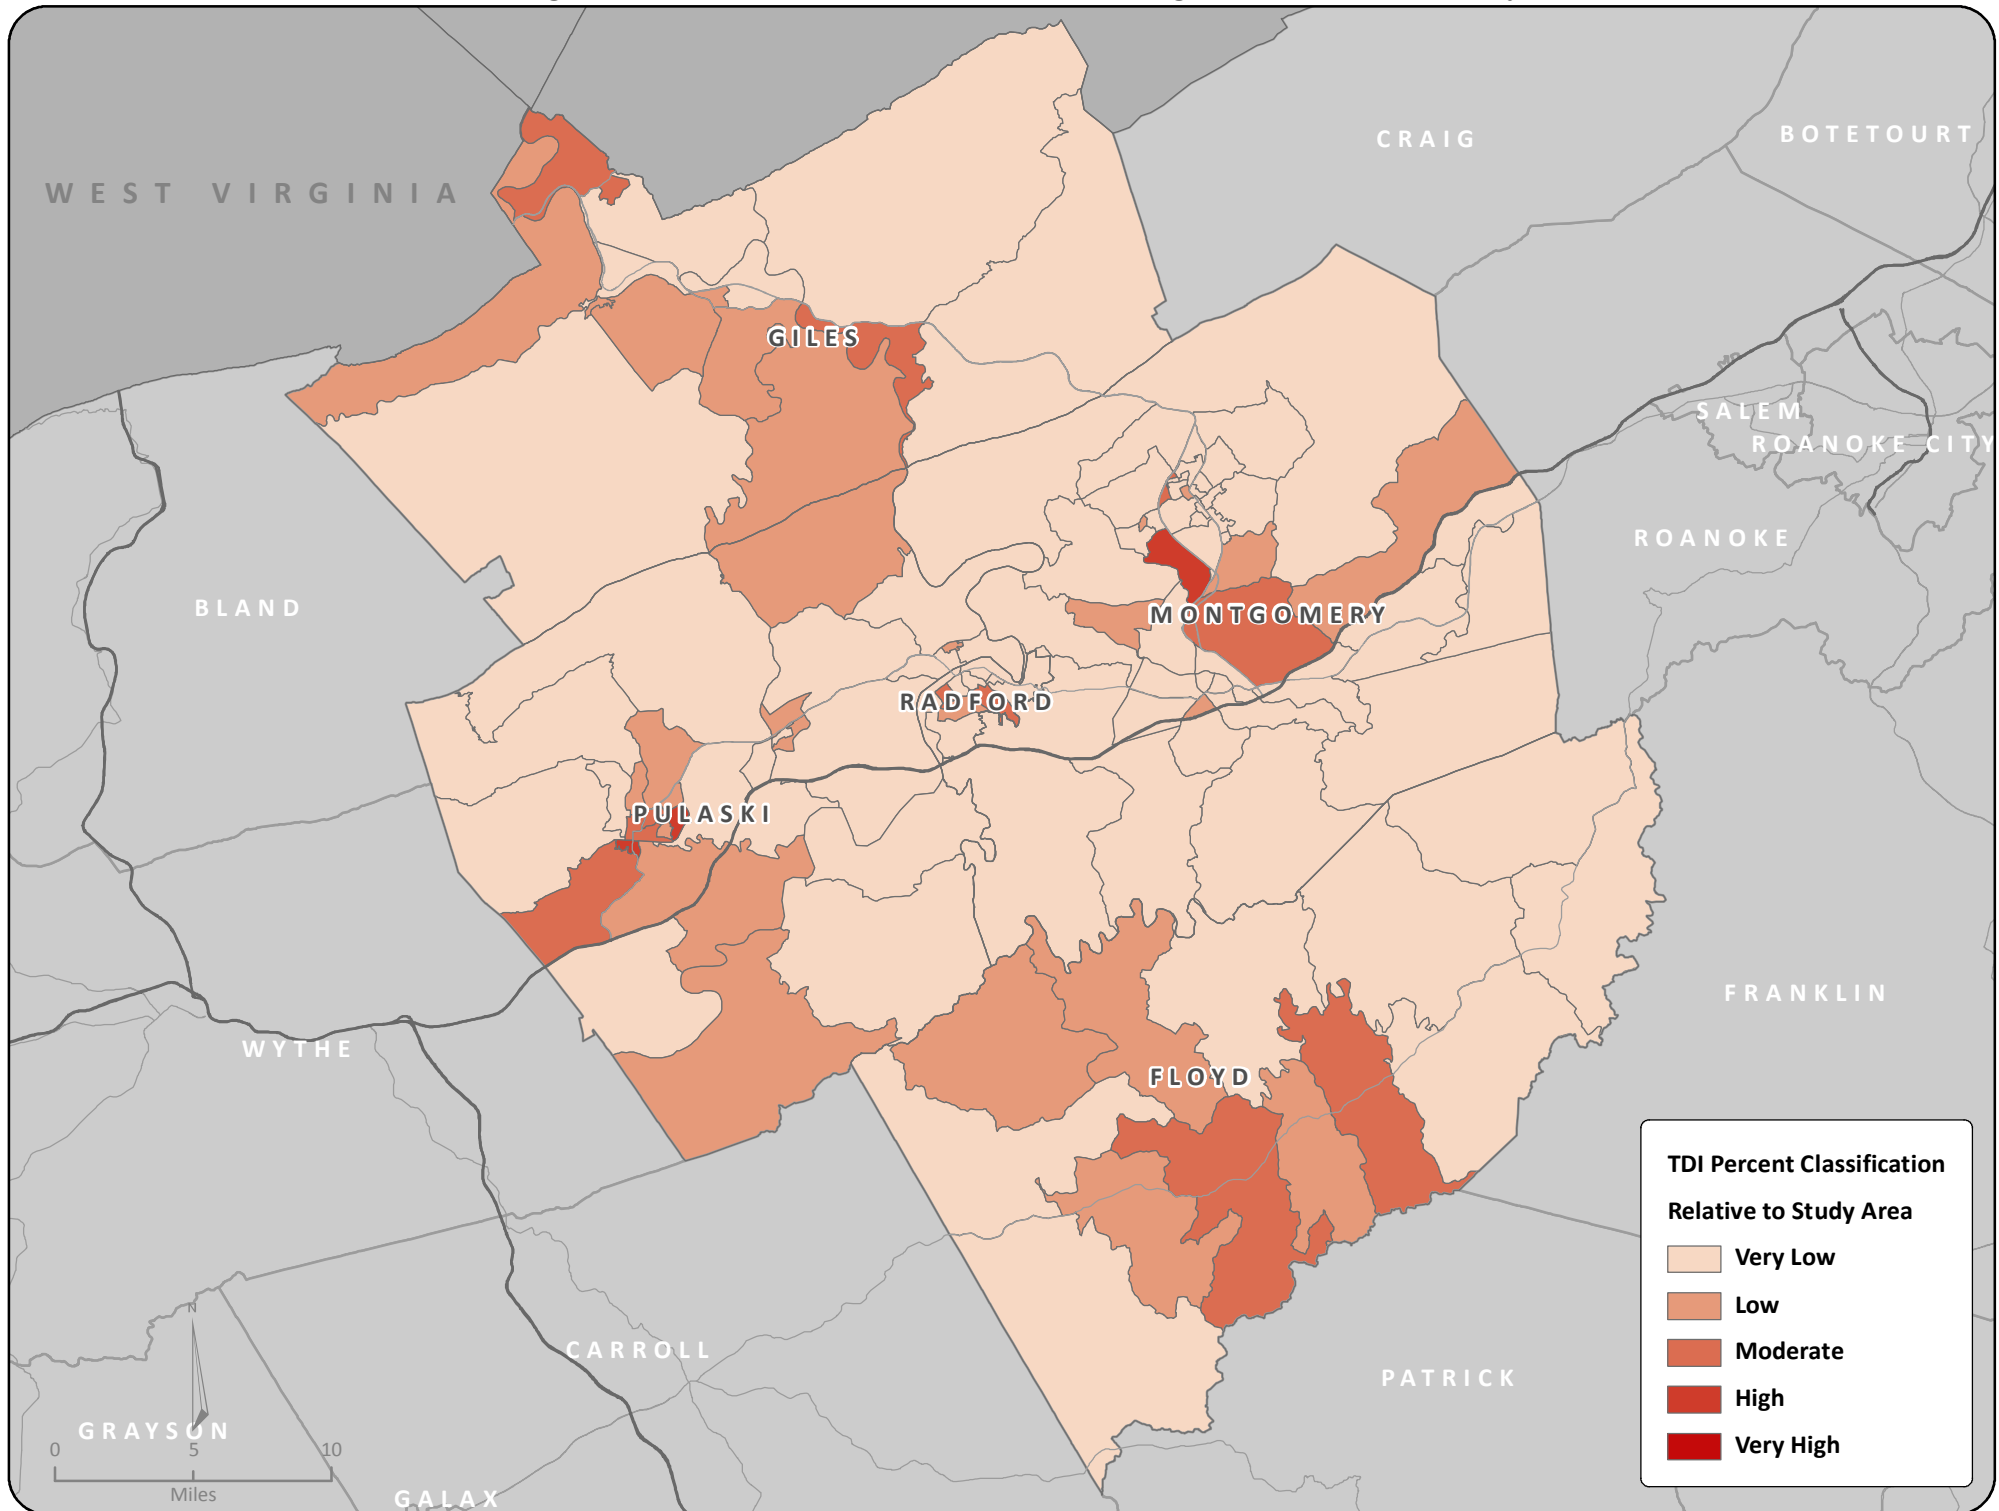 CRAIG
BOTETOURT
WEST VIRGINIA
GILES
SALEM
ROANOKE CITY
ROANOKE
BLAND
MONTGOMERY
RADFORD
PULASKI
FRANKLIN
WYTHE
FLOYD
TDI Percent Classification
Relative to Study Area
Very Low
Low
Moderate
High
Very High
CARROLL
PATRICK
N
GRAYSON
0 5 10
Miles
GALAX